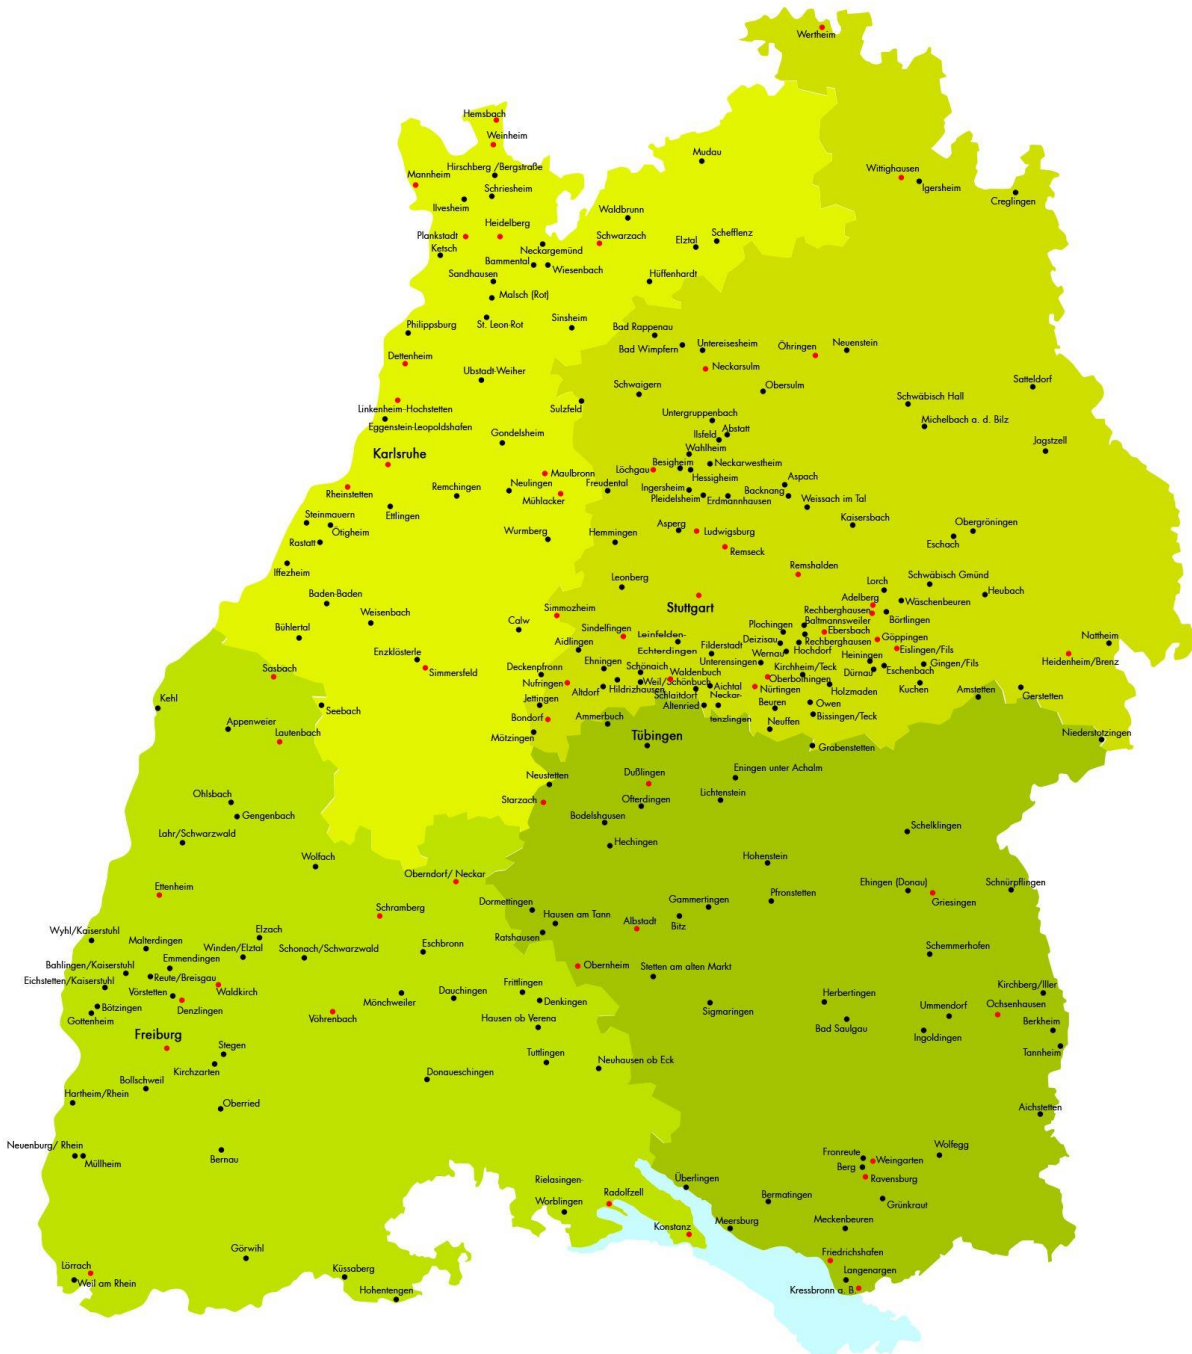 Wertheim
Hemsbach
Weinheim
Mudau
Hirschberg /Bergstraße
Mannheim
Wittighausen
Igersheim
Creglingen
Schriesheim
Ilvesheim
Waldbrunn
Heidelberg
Plankstadt
Schwarzach
Elztal
Schefflenz
Ketsch
Neckargemünd
Bammental
Wiesenbach
Sandhausen
Hüffenhardt
Malsch (Rot)
St. Leon-Rot
Sinsheim
Philippsburg
Bad Rappenau
Bad Wimpfern
Untereisesheim
Öhringen
Neuenstein
Dettenheim
Neckarsulm
Ubstadt-Weiher
Schwaigern
Obersulm
Satteldorf
Sulzfeld
Schwäbisch Hall
Linkenheim-Hochstetten
Untergruppenbach
Michelbach a. d. Bilz
Eggenstein-Leopoldshafen
Abstatt
Ilsfeld
Gondelsheim
Jagstzell
Wahlheim
Karlsruhe
Neckarwestheim
Besigheim
Löchgau
Maulbronn
Hessigheim
Aspach
Rheinstetten
Remchingen
Neulingen
Freudental
Ingersheim
Mühlacker
Pleidelsheim
Erdmannhausen
Backnang
Weissach im Tal
Ettlingen
Steinmauern
Ötigheim
Kaisersbach
Obergröningen
Asperg
Ludwigsburg
Wurmberg
Hemmingen
Eschach
Rastatt
Remseck
Iffezheim
Remshalden
Leonberg
Lorch
Schwäbisch Gmünd
Heubach
Baden-Baden
Adelberg
Wäschenbeuren
Stuttgart
Rechberghausen
Simmozheim
Weisenbach
Baltmannsweiler
Börtlingen
Calw
Sindelfingen
Plochingen
Ebersbach
Bühlertal
Leinfelden-
Echterdingen
Aidlingen
Filderstadt
Deizisau
Rechberghausen
Göppingen
Nattheim
Wernau
Hochdorf
Eislingen/Fils
Heidenheim/Brenz
Enzklösterle
Simmersfeld
Unterensingen
Heiningen
Ehningen
Schönaich
Kirchheim/Teck
Dürnau
Eschenbach
Gingen/Fils
Sasbach
Deckenpfronn
Waldenbuch
Oberboihingen
Nufringen
Weil/Schönbuch
Altdorf
Hildrizhausen
Schlaitdorf
Aichtal
Nürtingen
Holzmaden
Kuchen
Amstetten
Gerstetten
Kehl
Seebach
Jettingen
Altenried
Neckar-
tenzlingen
Beuren
Owen
Bissingen/Teck
Appenweier
Bondorf
Ammerbuch
Neuffen
Lautenbach
Mötzingen
Tübingen
Niederstotzingen
Grabenstetten
Eningen unter Achalm
Dußlingen
Neustetten
Lichtenstein
Ohlsbach
Starzach
Ofterdingen
Gengenbach
Bodelshausen
Schelklingen
Lahr/Schwarzwald
Hechingen
Wolfach
Hohenstein
Oberndorf/ Neckar
Ettenheim
Ehingen (Donau)
Schnürpflingen
Griesingen
Gammertingen
Pfronstetten
Dormettingen
Schramberg
Hausen am Tann
Albstadt
Bitz
Wyhl/Kaiserstuhl
Elzach
Ratshausen
Malterdingen
Winden/Elztal
Schonach/Schwarzwald
Eschbronn
Schemmerhofen
Bahlingen/Kaiserstuhl
Emmendingen
Obernheim
Reute/Breisgau
Stetten am alten Markt
Eichstetten/Kaiserstuhl
Waldkirch
Frittlingen
Kirchberg/Iller
Vörstetten
Mönchweiler
Dauchingen
Denkingen
Herbertingen
Bötzingen
Denzlingen
Vöhrenbach
Sigmaringen
Ummendorf
Ochsenhausen
Gottenheim
Hausen ob Verena
Bad Saulgau
Berkheim
Freiburg
Ingoldingen
Stegen
Tannheim
Tuttlingen
Neuhausen ob Eck
Kirchzarten
Bollschweil
Donaueschingen
Hartheim/Rhein
Oberried
Aichstetten
Neuenburg/ Rhein
Müllheim
Bernau
Fronreute
Wolfegg
Berg
Weingarten
Rielasingen-
Worblingen
Überlingen
Ravensburg
Radolfzell
Bermatingen
Grünkraut
Konstanz
Meersburg
Meckenbeuren
Görwihl
Friedrichshafen
Lörrach
Küssaberg
Langenargen
Weil am Rhein
Hohentengen
Kressbronn a. B.